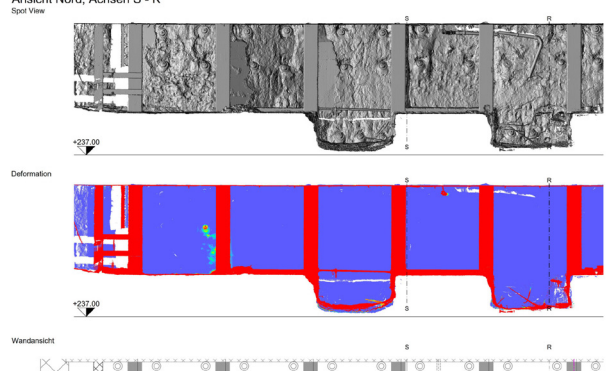 Ansicht Nord, Achsen S - R
Spot View
S R
+237.00
S
Deformation
S R
+237.00
S R
Wandansicht
S R